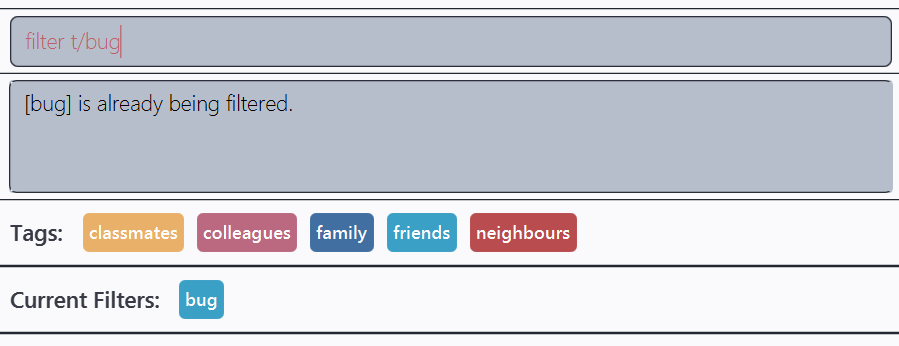 filter t/bug
[bug] is already being filtered.
Tags: classmates colleagues family friends neighbours
Current Filters: bug